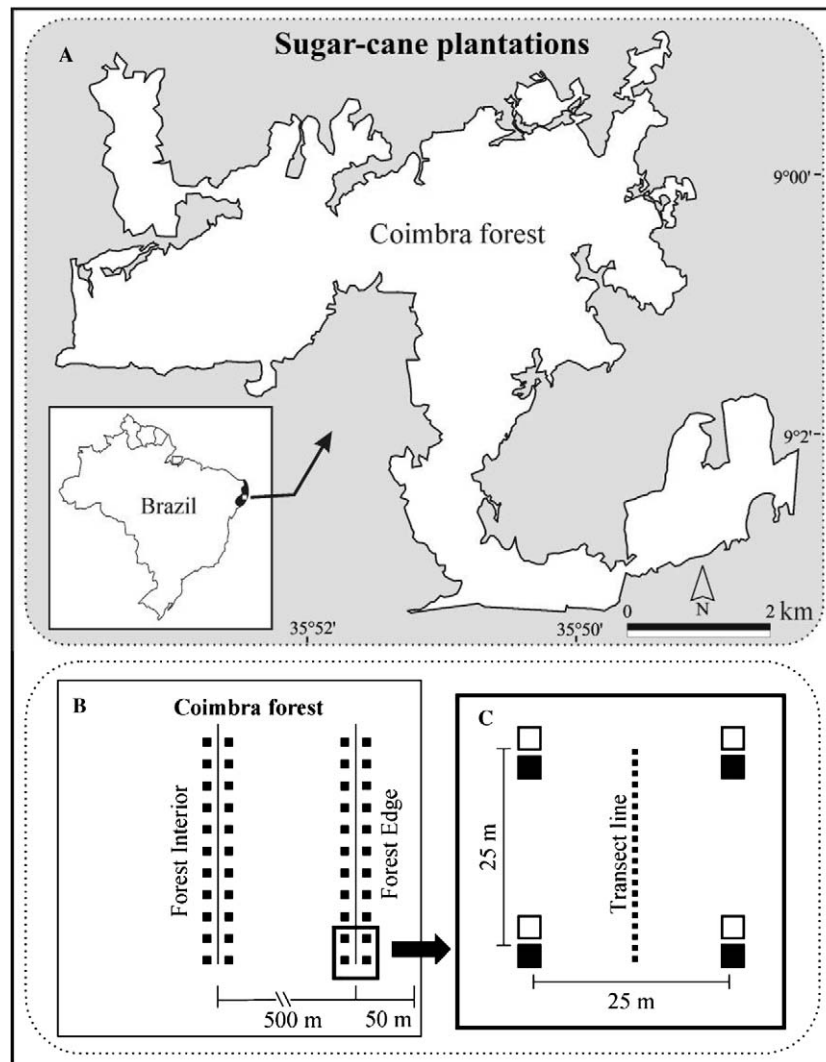 Sugar-cane plantations
A
9°00'
Coimbra forest
9°2'
Brazil
N
0 2 km
35°52' 35°50'
B
Coimbra forest
Forest Interior
Forest Edge
500 m 50 m
C
Transect line
25 m
25 m